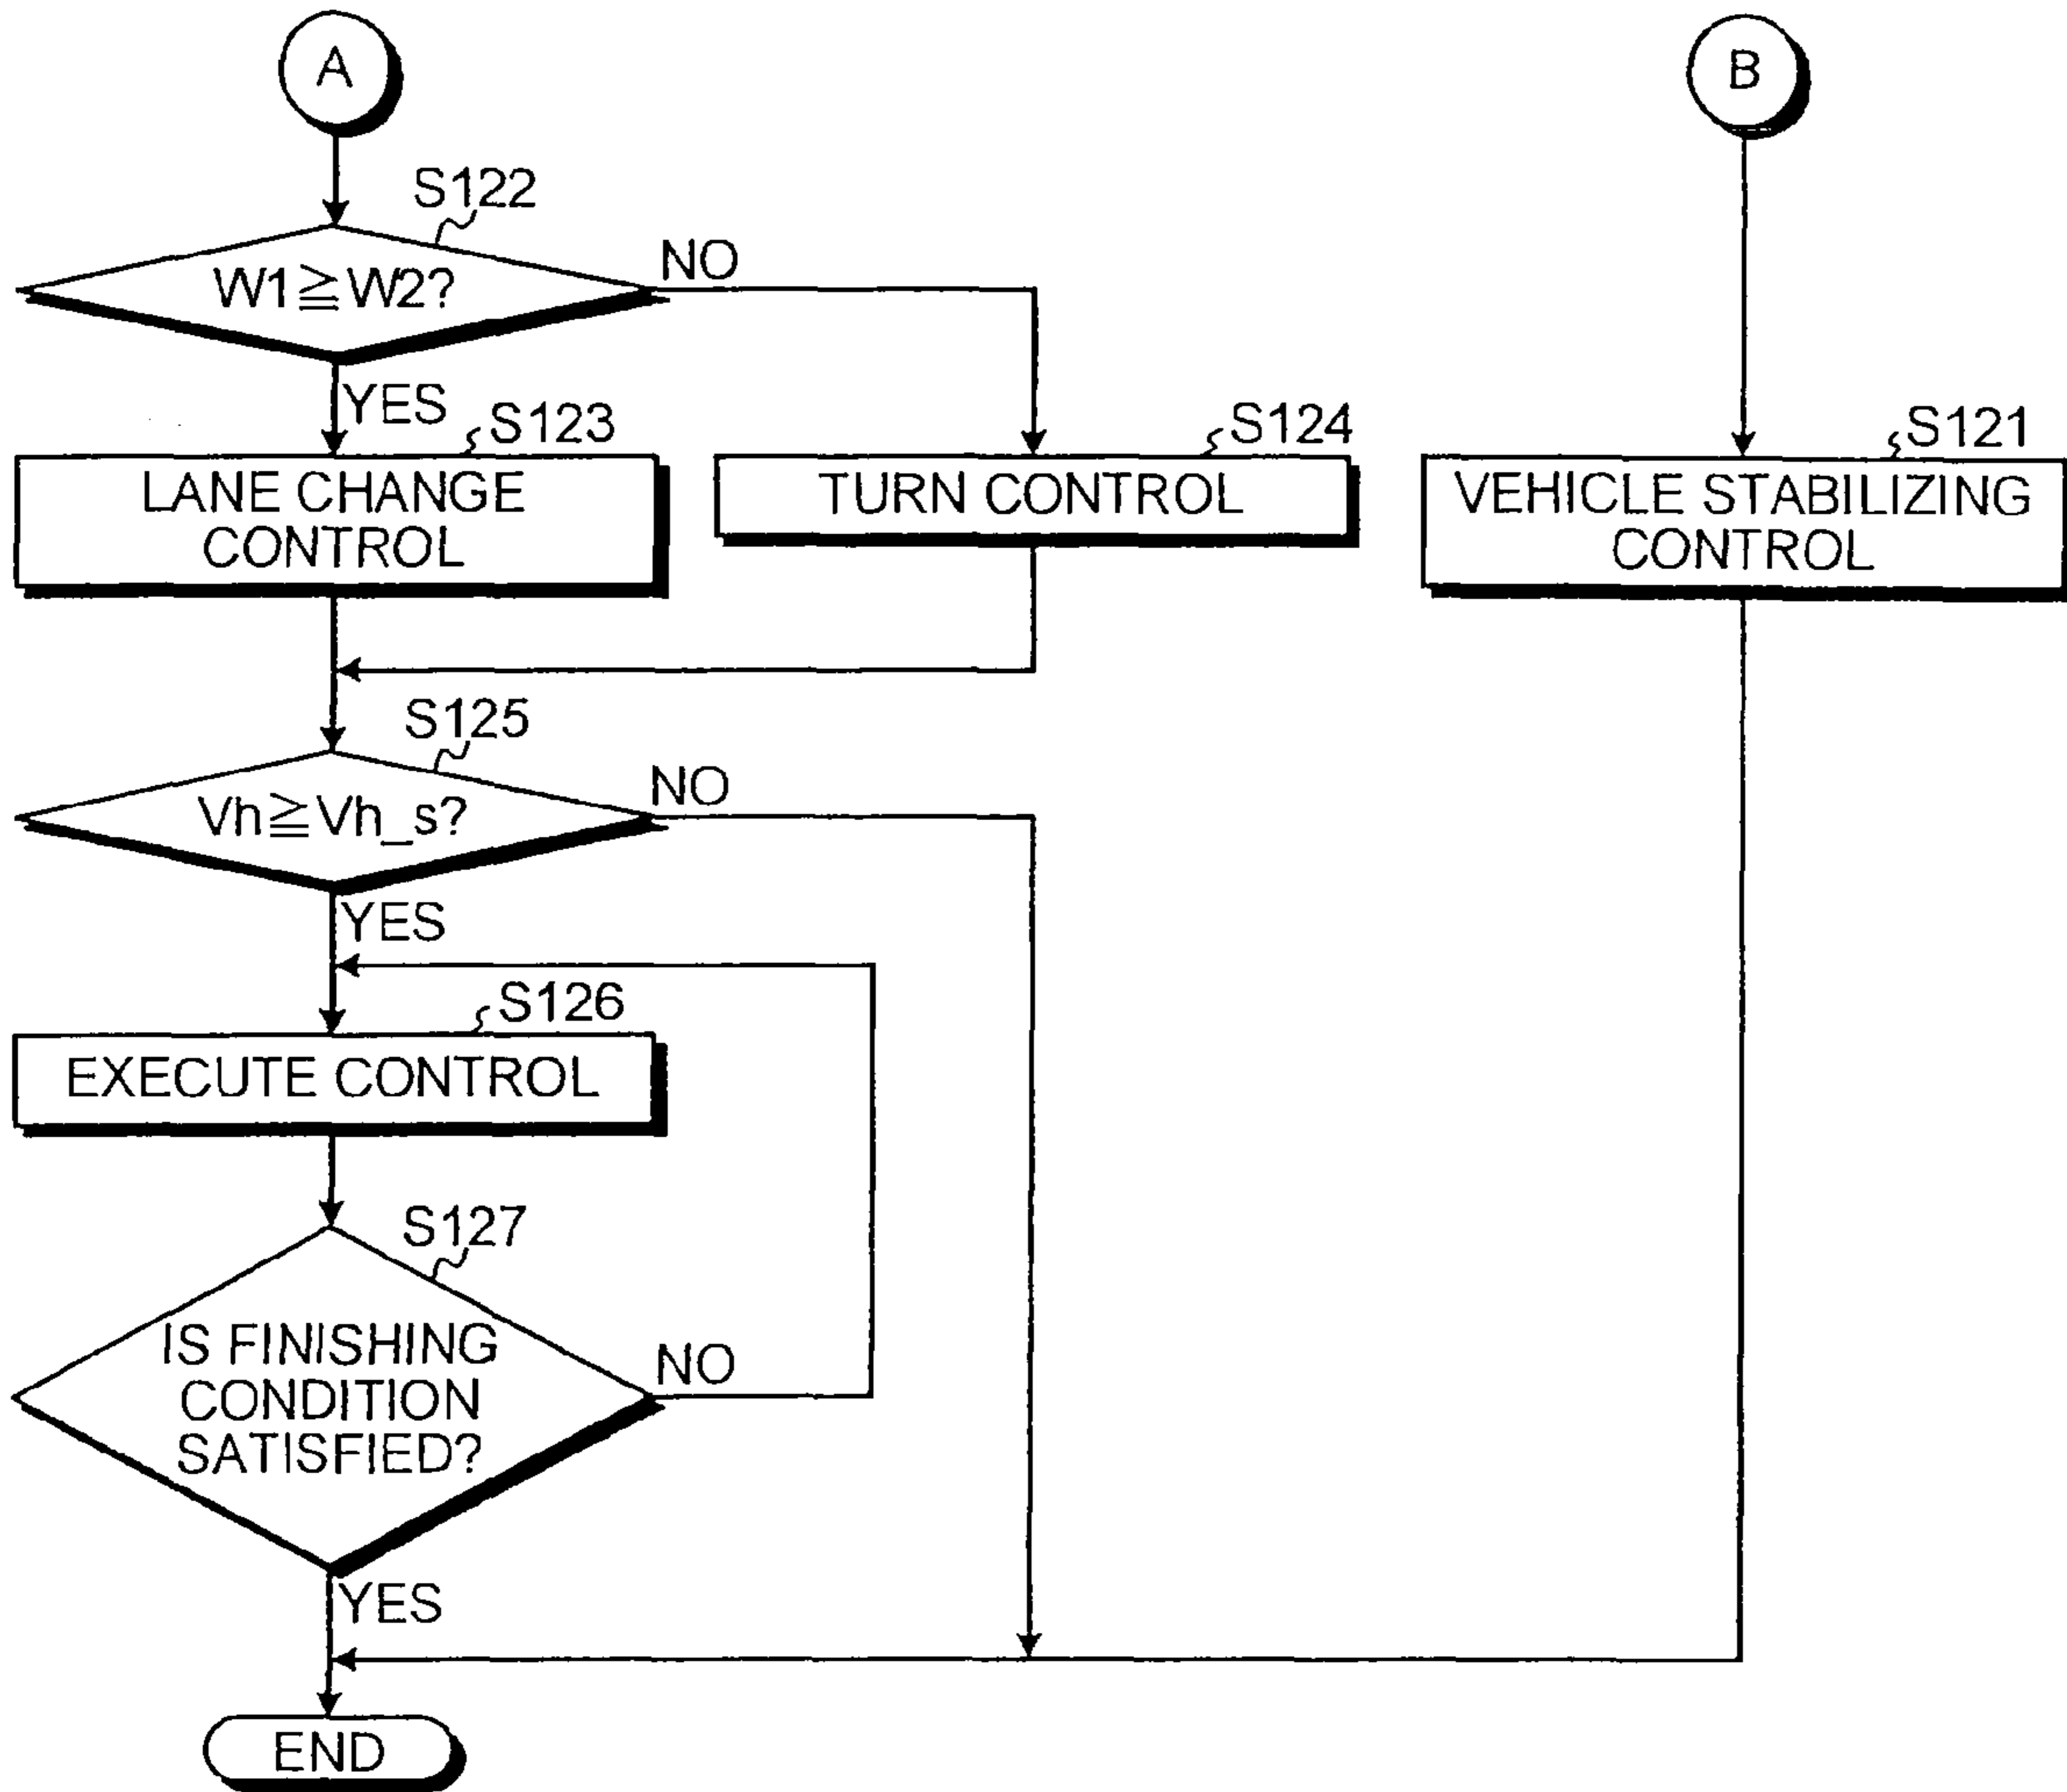 A
B
S122
W1≧W2?
NO
YES
S123
LANE CHANGE
CONTROL
S124
TURN CONTROL
S121
VEHICLE STABILIZING
CONTROL
S125
Vh≧Vh_s?
NO
YES
S126
EXECUTE CONTROL
S127
IS FINISHING
CONDITION
SATISFIED?
NO
YES
END